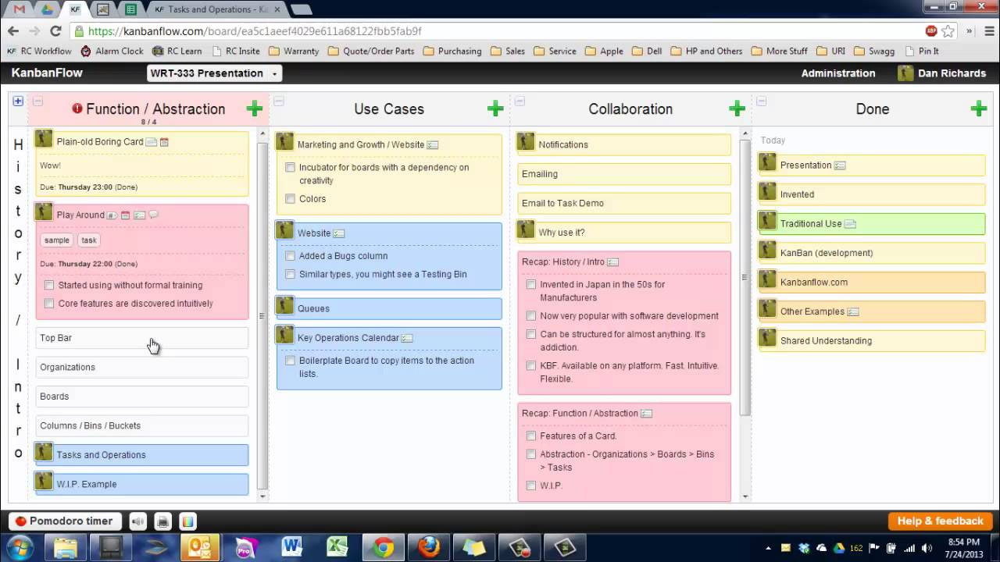 Tasks and Operations - Ka
https://kanbanflow.com/board/ea5c1aeef4029e611a68122fbb5fab9f
ABP
»
KF RC Workflow Alarm Clock RC Learn RC Insite Warranty Quote/Order Parts Purchasing Sales Service Apple Dell HP and Others More Stuff URI Swagg Pin It
KanbanFlow WRT-333 Presentation Administration Dan Richards
Function / Abstraction
8 / 4
Use Cases
Collaboration
Done
History / Intro
Plain-old Boring Card
Wow!
Due: Thursday 23:00 (Done)
Play Around
sample task
Due: Thursday 22:00 (Done)
Started using without formal training
Core features are discovered intuitively
Top Bar
Organizations
Boards
Columns / Bins / Buckets
Tasks and Operations
W.I.P. Example
Marketing and Growth / Website
Incubator for boards with a dependency on
creativity
Colors
Website
Added a Bugs column
Similar types, you might see a Testing Bin
Queues
Key Operations Calendar
Boilerplate Board to copy items to the action
lists.
Notifications
Emailing
Email to Task Demo
Why use it?
Recap: History / Intro
Invented in Japan in the 50s for
Manufacturers
Now very popular with software development
Can be structured for almost anything. It's
addiction.
KBF. Available on any platform. Fast. Intuitive.
Flexible.
Recap: Function / Abstraction
Features of a Card.
Abstraction - Organizations > Boards > Bins
> Tasks
W.I.P.
Today
Presentation
Invented
Traditional Use
KanBan (development)
Kanbanflow.com
Other Examples
Shared Understanding
Pomodoro timer
Help & feedback
Pro
162
8:54 PM
7/24/2013